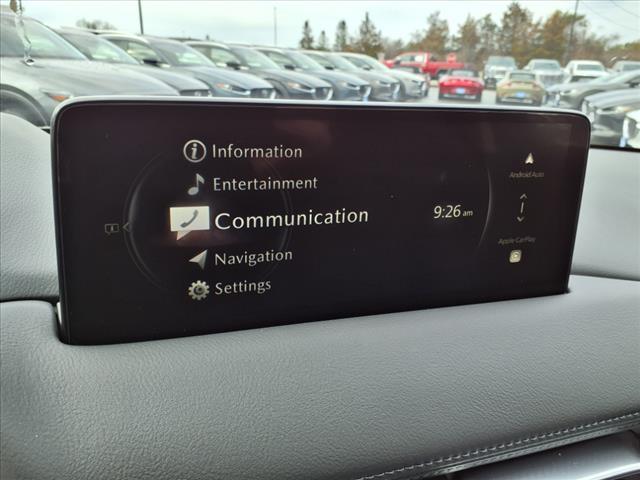 Information
Entertainment
Communication
Navigation
Settings
9:26 am
Android Auto
Apple CarPlay